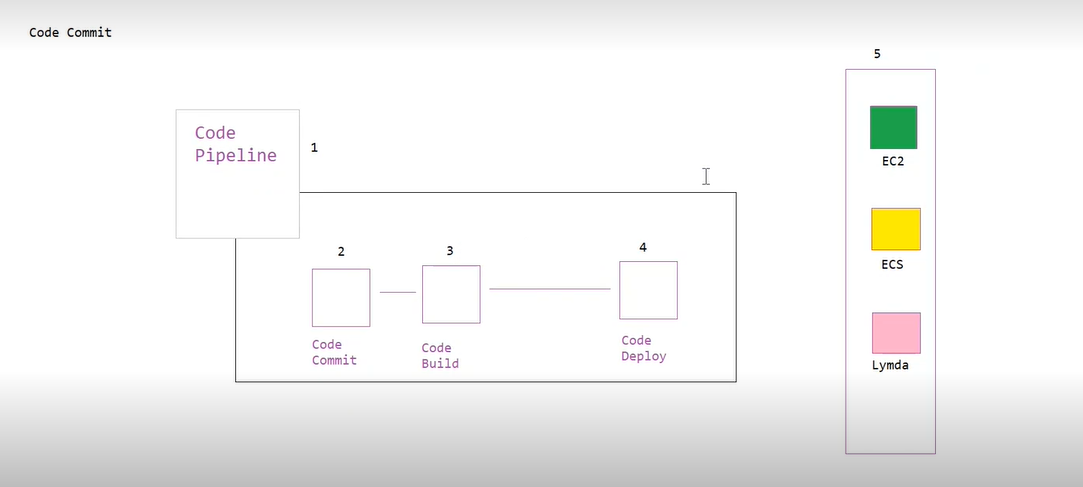 Code Commit
5
Code
Pipeline
1
EC2
2
3
4
ECS
Code
Commit
Code
Build
Code
Deploy
Lymda